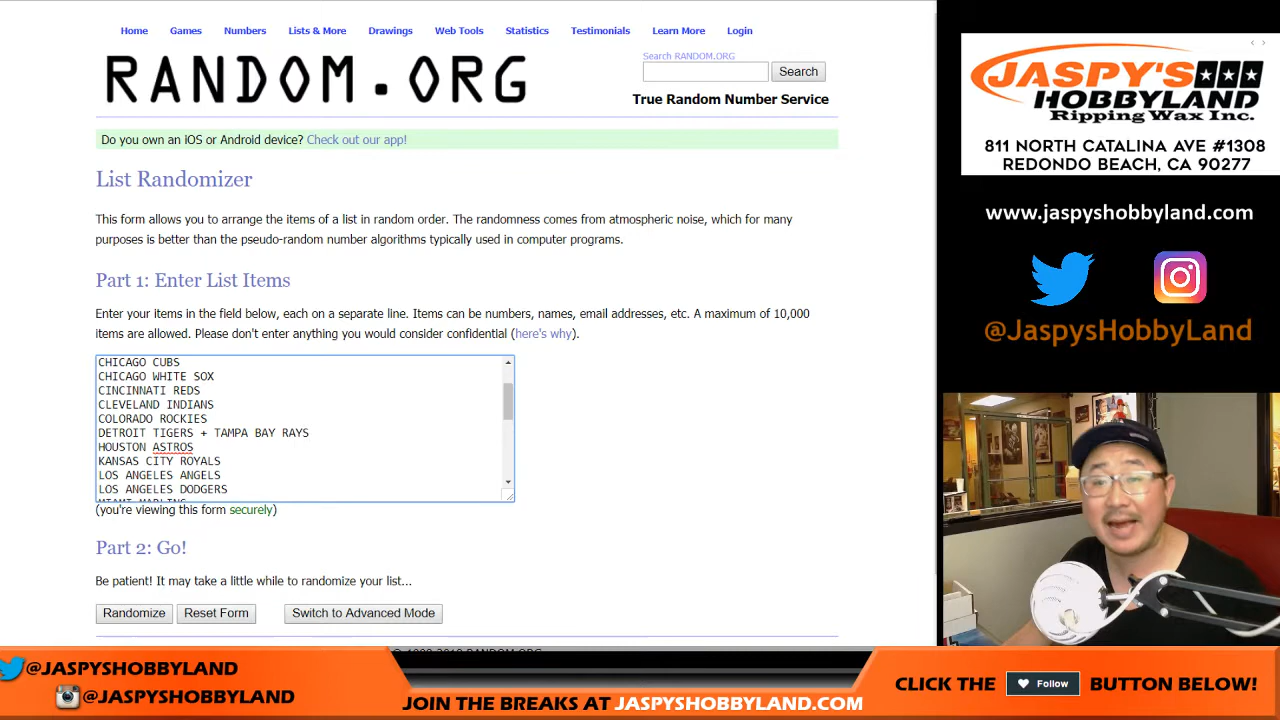 Home Games Numbers Lists & More Drawings Web Tools Statistics Testimonials Learn More Login
RANDOM.ORG
Search RANDOM.ORG
Search
True Random Number Service
Do you own an iOS or Android device? Check out our app!
List Randomizer
This form allows you to arrange the items of a list in random order. The randomness comes from atmospheric noise, which for many
purposes is better than the pseudo-random number algorithms typically used in computer programs.
Part 1: Enter List Items
Enter your items in the field below, each on a separate line. Items can be numbers, names, email addresses, etc. A maximum of 10,000
items are allowed. Please don't enter anything you would consider confidential (here's why).
CHICAGO CUBS
CHICAGO WHITE SOX
CINCINNATI REDS
CLEVELAND INDIANS
COLORADO ROCKIES
DETROIT TIGERS + TAMPA BAY RAYS
HOUSTON ASTROS
KANSAS CITY ROYALS
LOS ANGELES ANGELS
LOS ANGELES DODGERS
(you're viewing this form securely)
Part 2: Go!
Be patient! It may take a little while to randomize your list...
Randomize Reset Form Switch to Advanced Mode
JASPY'S
HOBBYLAND
Ripping Wax Inc.
811 NORTH CATALINA AVE #1308
REDONDO BEACH, CA 90277
www.jaspyshobbyland.com
@JaspysHobbyLand
@JASPYSHOBBYLAND
@JASPYSHOBBYLAND
JOIN THE BREAKS AT JASPYSHOBBYLAND.COM
CLICK THE Follow BUTTON BELOW!